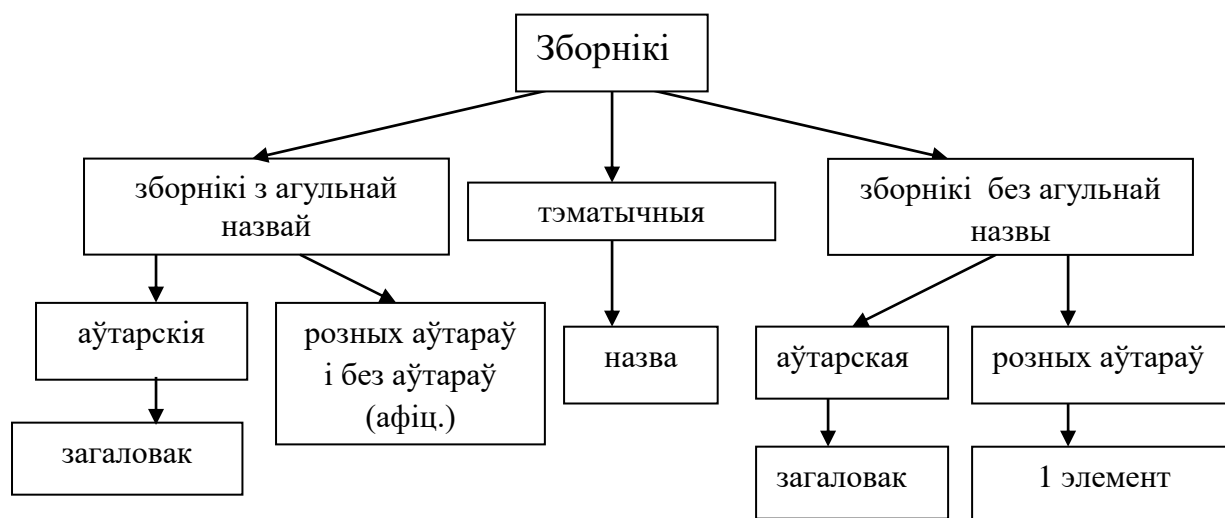 Зборнікі
зборнікі з агульнай
назвай
тэматычныя
зборнікі без агульнай
назвы
аўтарскія
розных аўтараў
і без аўтараў
(афіц.)
назва
аўтарская
розных аўтараў
загаловак
загаловак
1 элемент